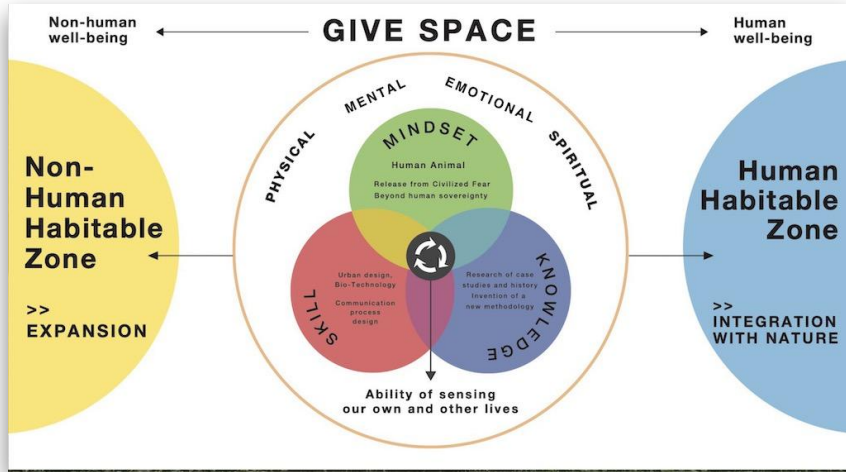 Non-human
well-being
GIVE SPACE
Human
well-being
PHYSICAL
MENTAL
EMOTIONAL
SPIRITUAL
MINDSET
Human Animal
Release from Civilized Fear
Beyond human sovereignty
Non-
Human
Habitable
Zone
>>
EXPANSION
Urban design,
Bio-Technology
Communication
process
design
SKILL
Research of case
studies and history
Invention of a
new methodology
KNOWLEDGE
Ability of sensing
our own and other lives
Human
Habitable
Zone
>>
INTEGRATION
WITH NATURE